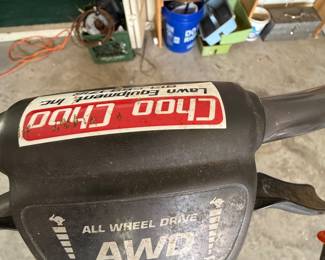 Choo Choo
Lawn Equipment, Inc.
ALL WHEEL DRIVE
AWD